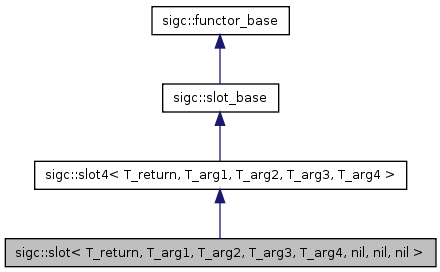 sigc::functor_base
sigc::slot_base
sigc::slot4< T_return, T_arg1, T_arg2, T_arg3, T_arg4 >
sigc::slot< T_return, T_arg1, T_arg2, T_arg3, T_arg4, nil, nil, nil >